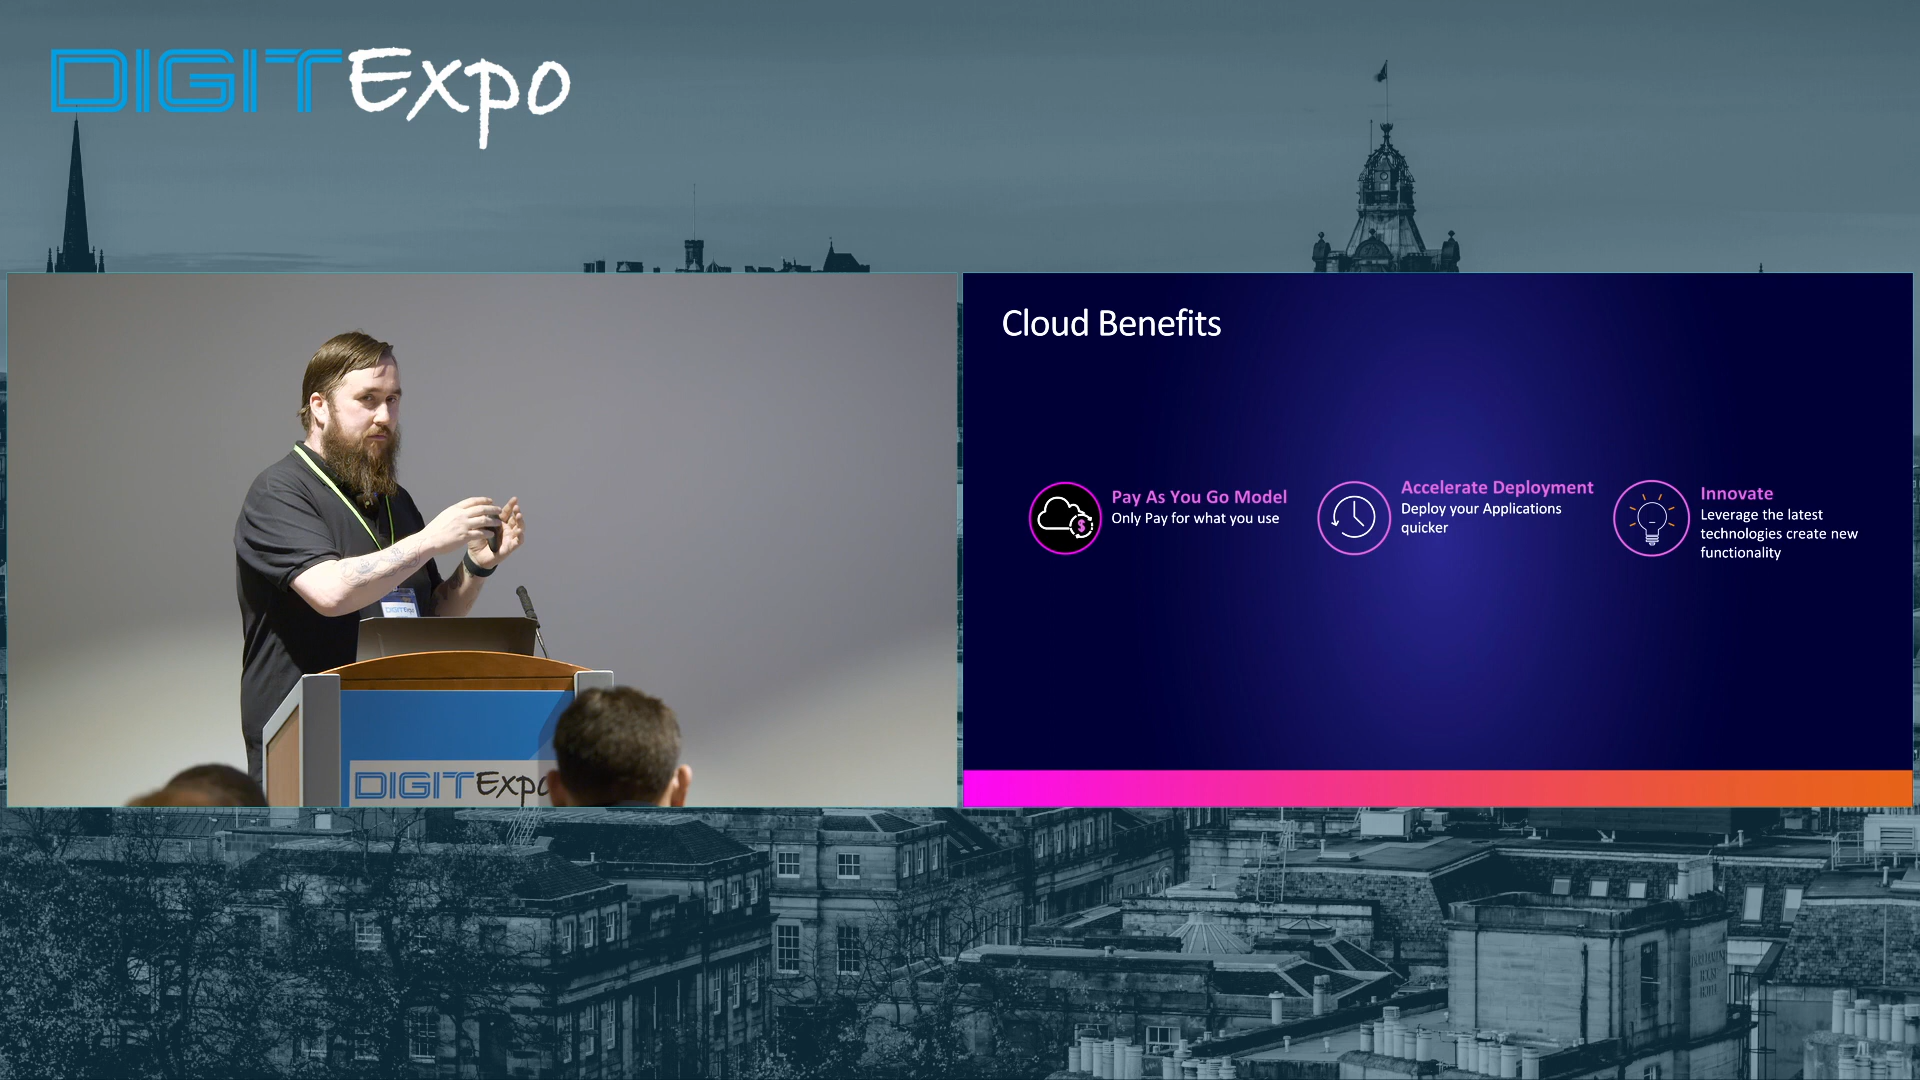 DIGITExpo
Cloud Benefits
Pay As You Go Model
Only Pay for what you use
Accelerate Deployment
Deploy your Applications
quicker
Innovate
Leverage the latest
technologies create new
functionality
DIGITExpo
DIGITExpo